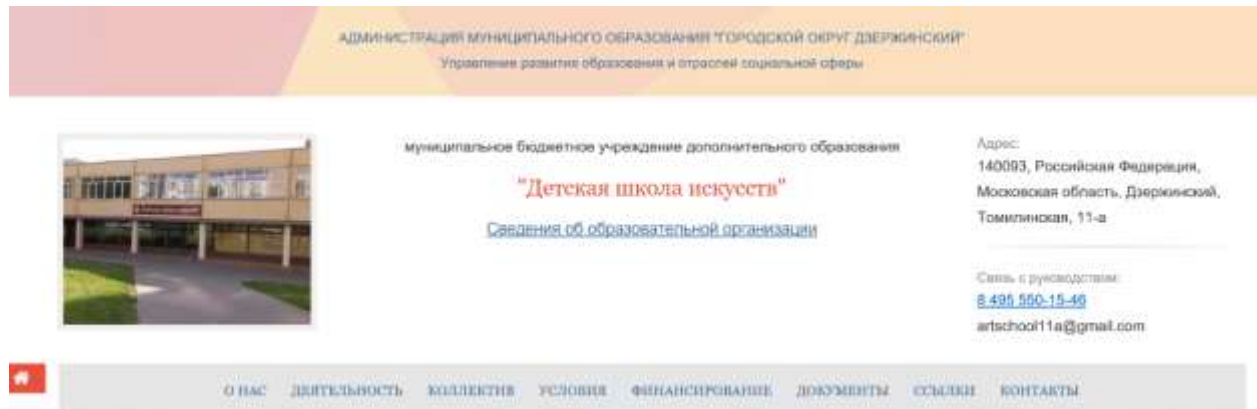 АДМИНИСТРАЦИЯ МУНИЦИПАЛЬНОГО ОБРАЗОВАНИЯ "ГОРОДСКОЙ ОКРУГ ДЗЕРЖИНСКИЙ"
Управление развития образования и отраслей социальной сферы
муниципальное бюджетное учреждение дополнительного образования
"Детская школа искусств"
Сведения об образовательной организации
Адрес:
140093, Российская Федерация,
Московская область, Дзержинский,
Томилинская, 11-а
Связь с руководством:
8 495 550-15-46
artschool11a@gmail.com
О НАС ДЕЯТЕЛЬНОСТЬ КОЛЛЕКТИВ УСЛОВИЯ ФИНАНСИРОВАНИЕ ДОКУМЕНТЫ ССЫЛКИ КОНТАКТЫ